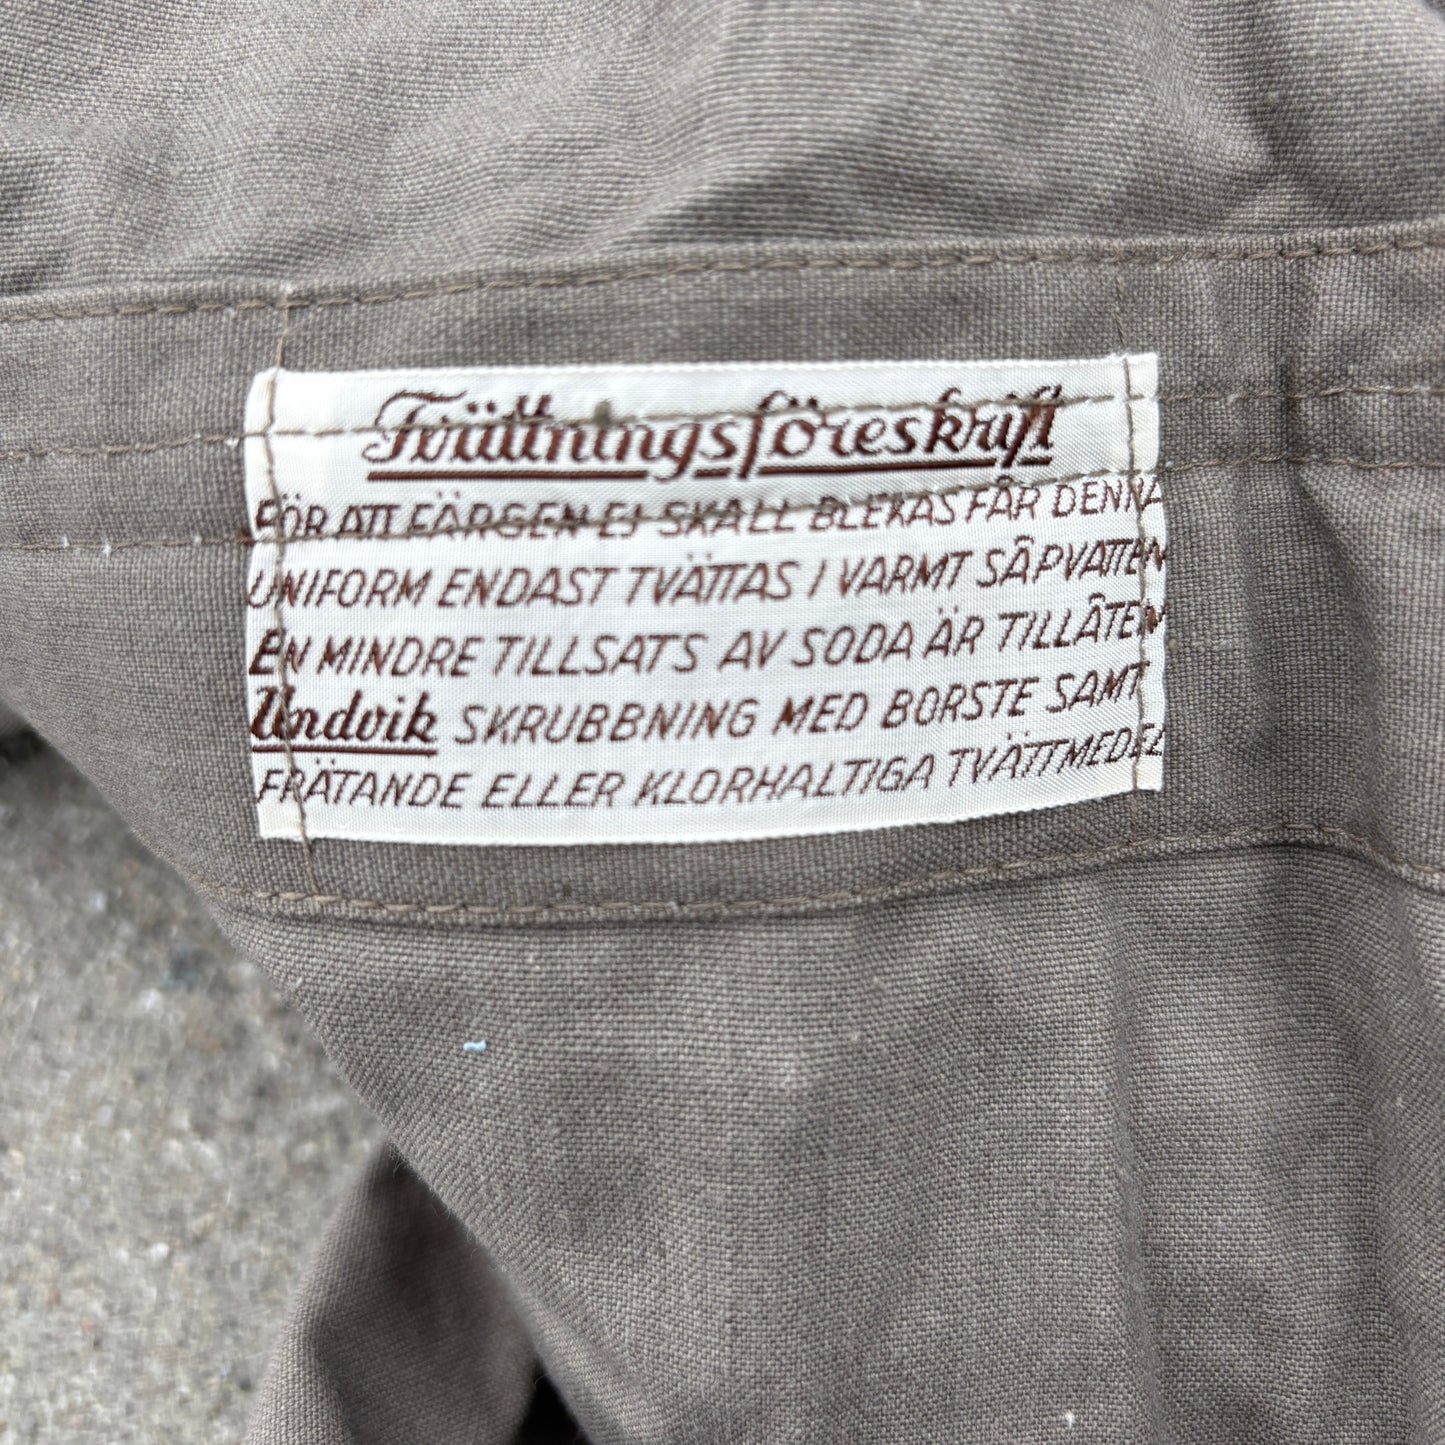 Tvättningsföreskrift
FÖR ATT FÄRGEN EJ SKALL BLEKAS FÅR DENNA
UNIFORM ENDAST TVÄTTAS I VARMT SÅPVATTEN
EN MINDRE TILLSATS AV SODA ÄR TILLÅTEN
Undvik SKRUBBNING MED BORSTE SAMT
FRÄTANDE ELLER KLORHALTIGA TVÄTTMEDEL